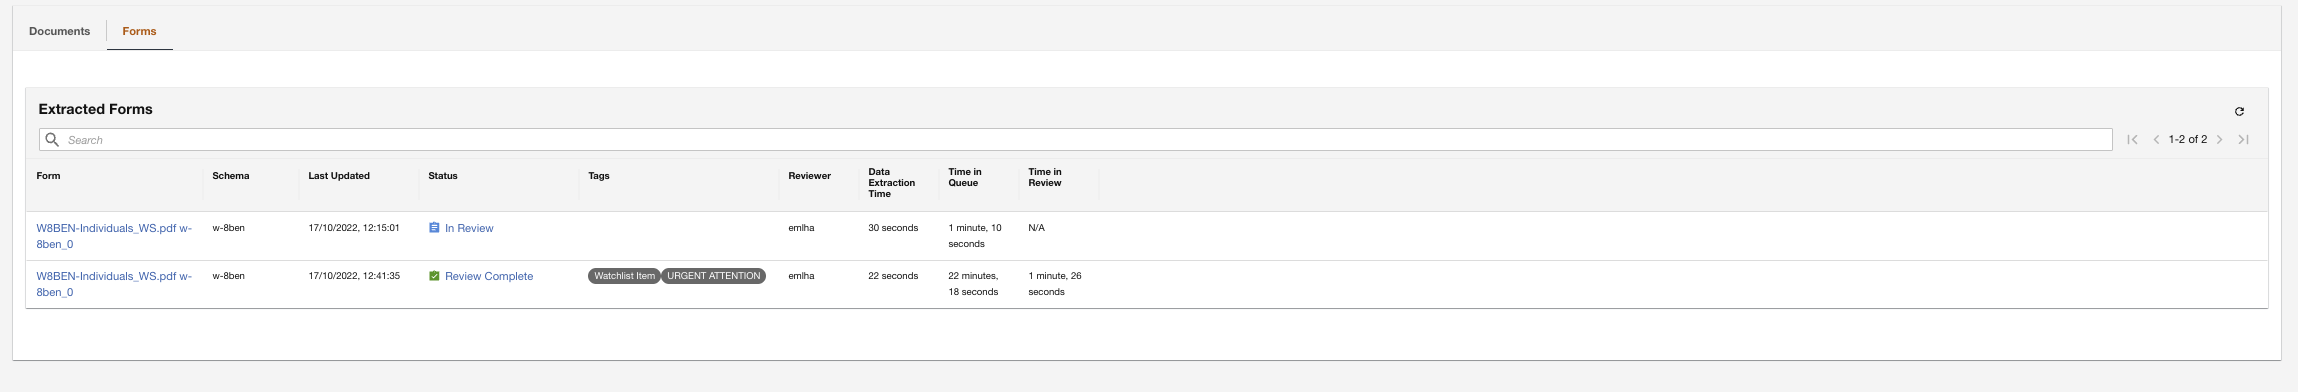 Documents
Forms
Extracted Forms
Search
1-2 of 2
Form
Schema
Last Updated
Status
Tags
Reviewer
Data
Extraction
Time
Time in
Queue
Time in
Review
W8BEN-Individuals_WS.pdf w-
8ben_0
w-8ben
17/10/2022, 12:15:01
In Review
emlha
30 seconds
1 minute, 10
seconds
N/A
W8BEN-Individuals_WS.pdf w-
8ben_0
w-8ben
17/10/2022, 12:41:35
Review Complete
Watchlist Item
URGENT ATTENTION
emlha
22 seconds
22 minutes,
18 seconds
1 minute, 26
seconds